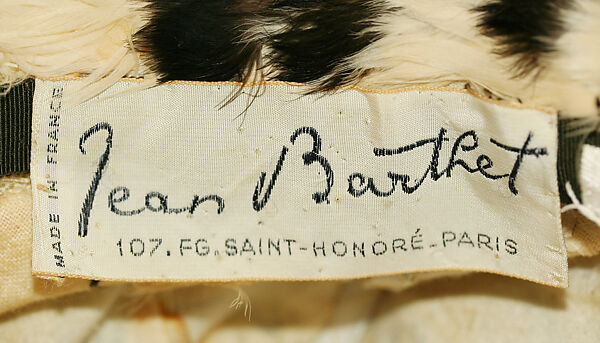 MADE IN FRANCE
Jean Barthet
107. FG. SAINT-HONORÉ-PARIS